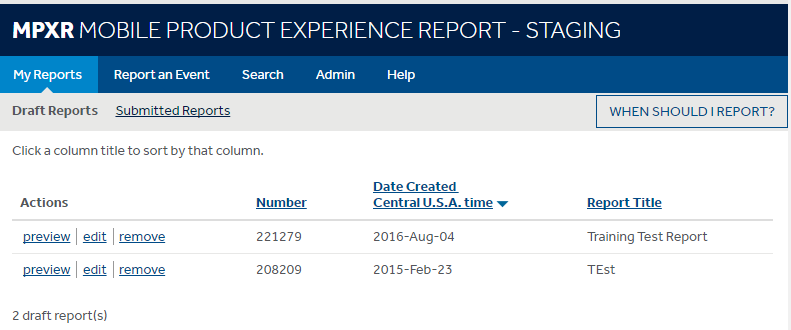 MPXR MOBILE PRODUCT EXPERIENCE REPORT - STAGING
My Reports Report an Event Search Admin Help
Draft Reports Submitted Reports WHEN SHOULD I REPORT?
Click a column title to sort by that column.
Actions Number Date Created Central U.S.A. time Report Title
preview edit remove 221279 2016-Aug-04 Training Test Report
preview edit remove 208209 2015-Feb-23 TEst
2 draft report(s)